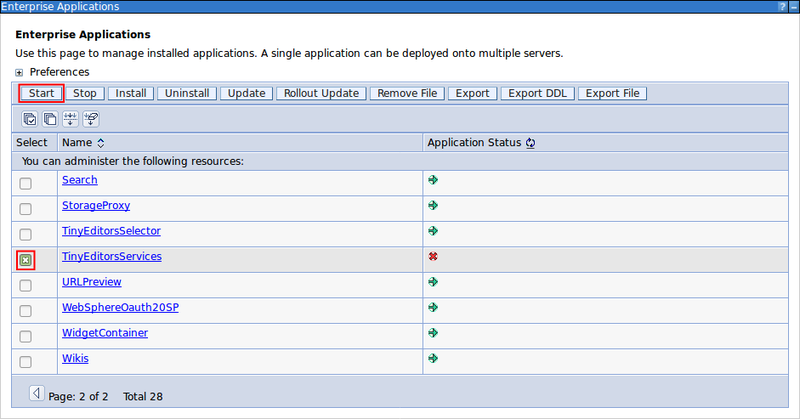 Enterprise Applications
?
Enterprise Applications
Use this page to manage installed applications. A single application can be deployed onto multiple servers.
Preferences
Start Stop Install Uninstall Update Rollout Update Remove File Export Export DDL Export File
Select Name Application Status
You can administer the following resources:
Search
StorageProxy
TinyEditorsSelector
TinyEditorsServices
URLPreview
WebSphereOauth20SP
WidgetContainer
Wikis
Page: 2 of 2 Total 28